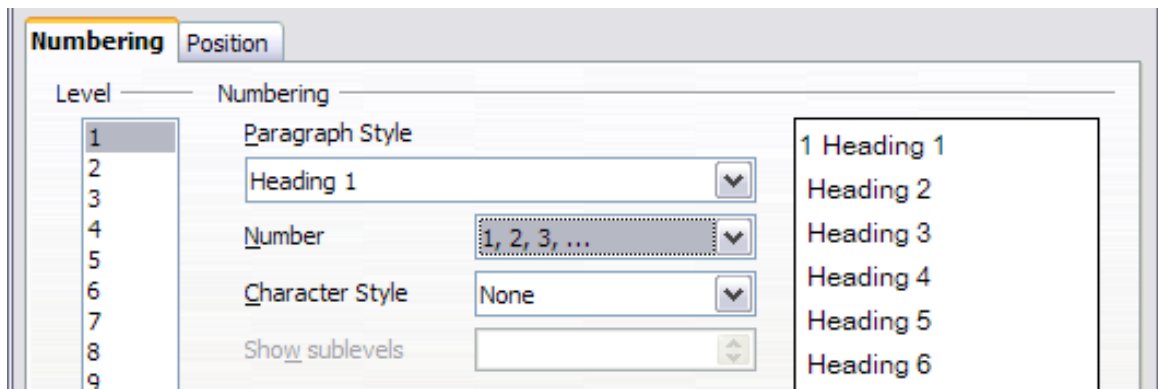 Numbering Position
Level Numbering
1
2
3
4
5
6
7
8
9
Paragraph Style
Heading 1
Number 1, 2, 3, ...
Character Style None
Show sublevels
1 Heading 1
Heading 2
Heading 3
Heading 4
Heading 5
Heading 6